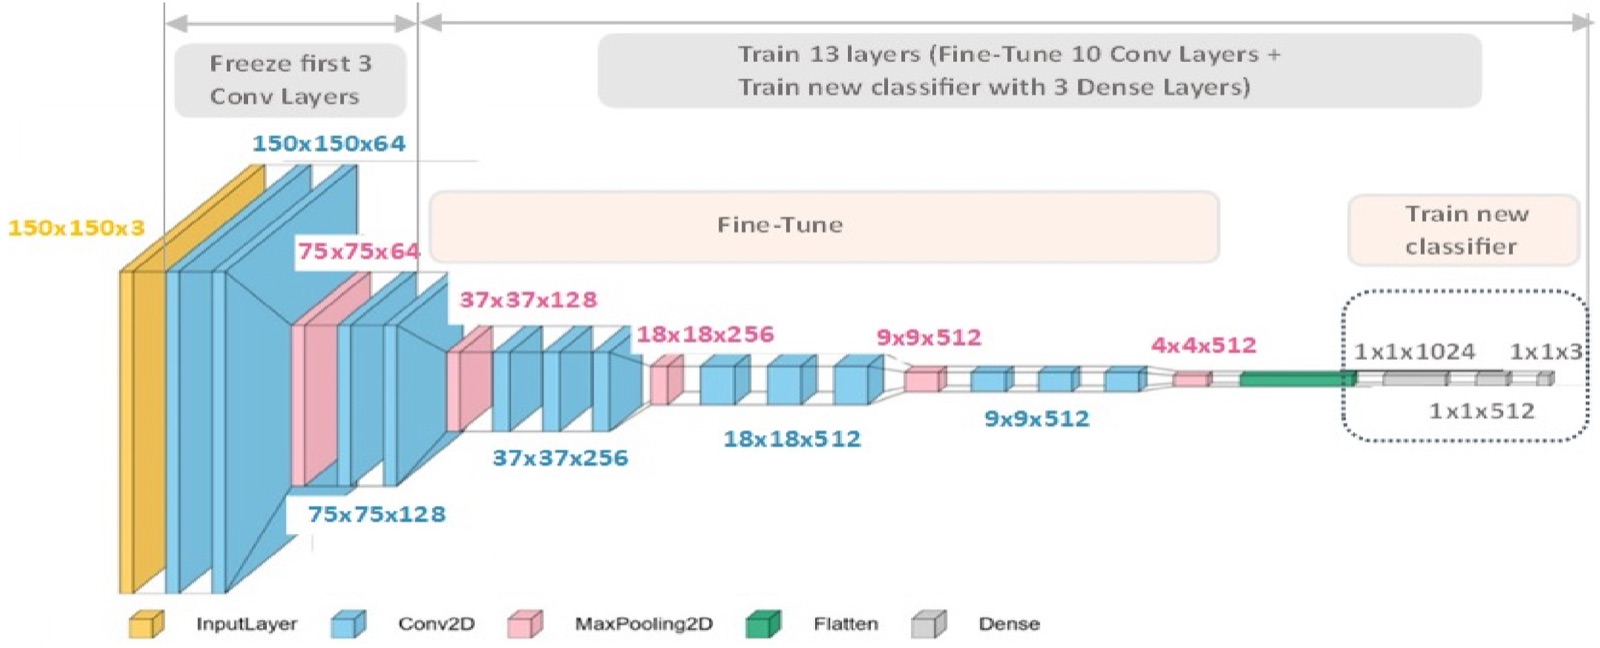 Freeze first 3
Conv Layers
Train 13 layers (Fine-Tune 10 Conv Layers +
Train new classifier with 3 Dense Layers)
150x150x64
150x150x3
Fine-Tune
Train new
classifier
75x75x64
37x37x128
18x18x256
9x9x512
4x4x512
1x1x1024
1x1x3
1x1x512
9x9x512
18x18x512
37x37x256
75x75x128
InputLayer
Conv2D
MaxPooling2D
Flatten
Dense